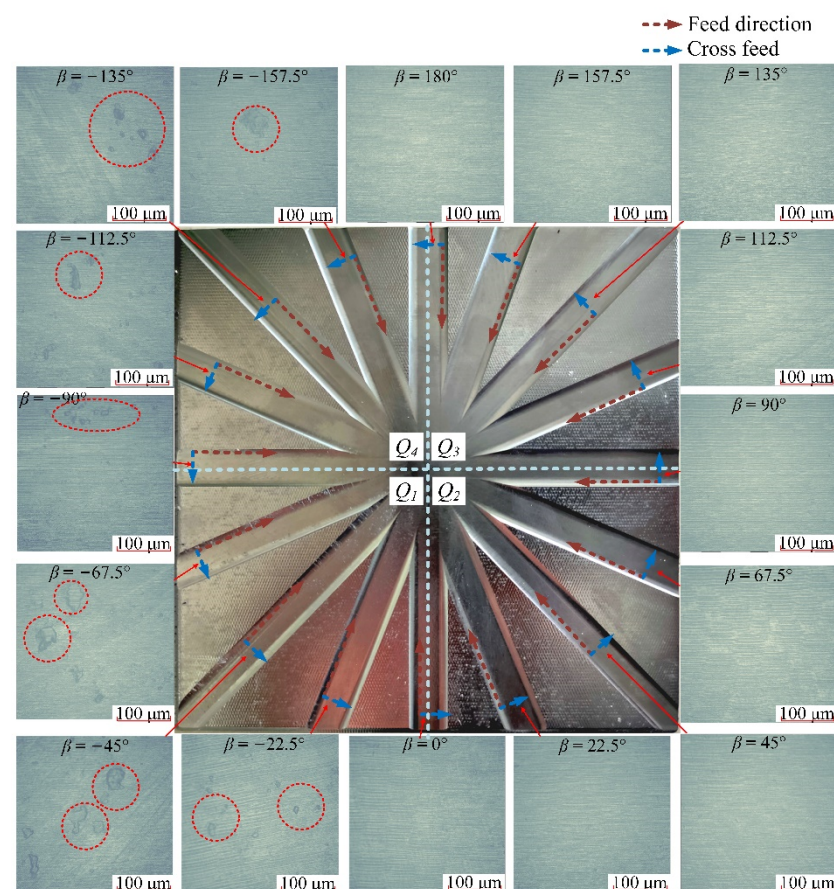 Feed direction
Cross feed
β = −135°
β = −157.5°
β = 180°
β = 157.5°
β = 135°
100 μm
100 μm
100 μm
100 μm
100 μm
β = −112.5°
β = 112.5°
100 μm
100 μm
β = −90°
β = 90°
Q4 Q3
Q1 Q2
100 μm
100 μm
β = −67.5°
β = 67.5°
100 μm
100 μm
β = −45°
β = −22.5°
β = 0°
β = 22.5°
β = 45°
100 μm
100 μm
100 μm
100 μm
100 μm